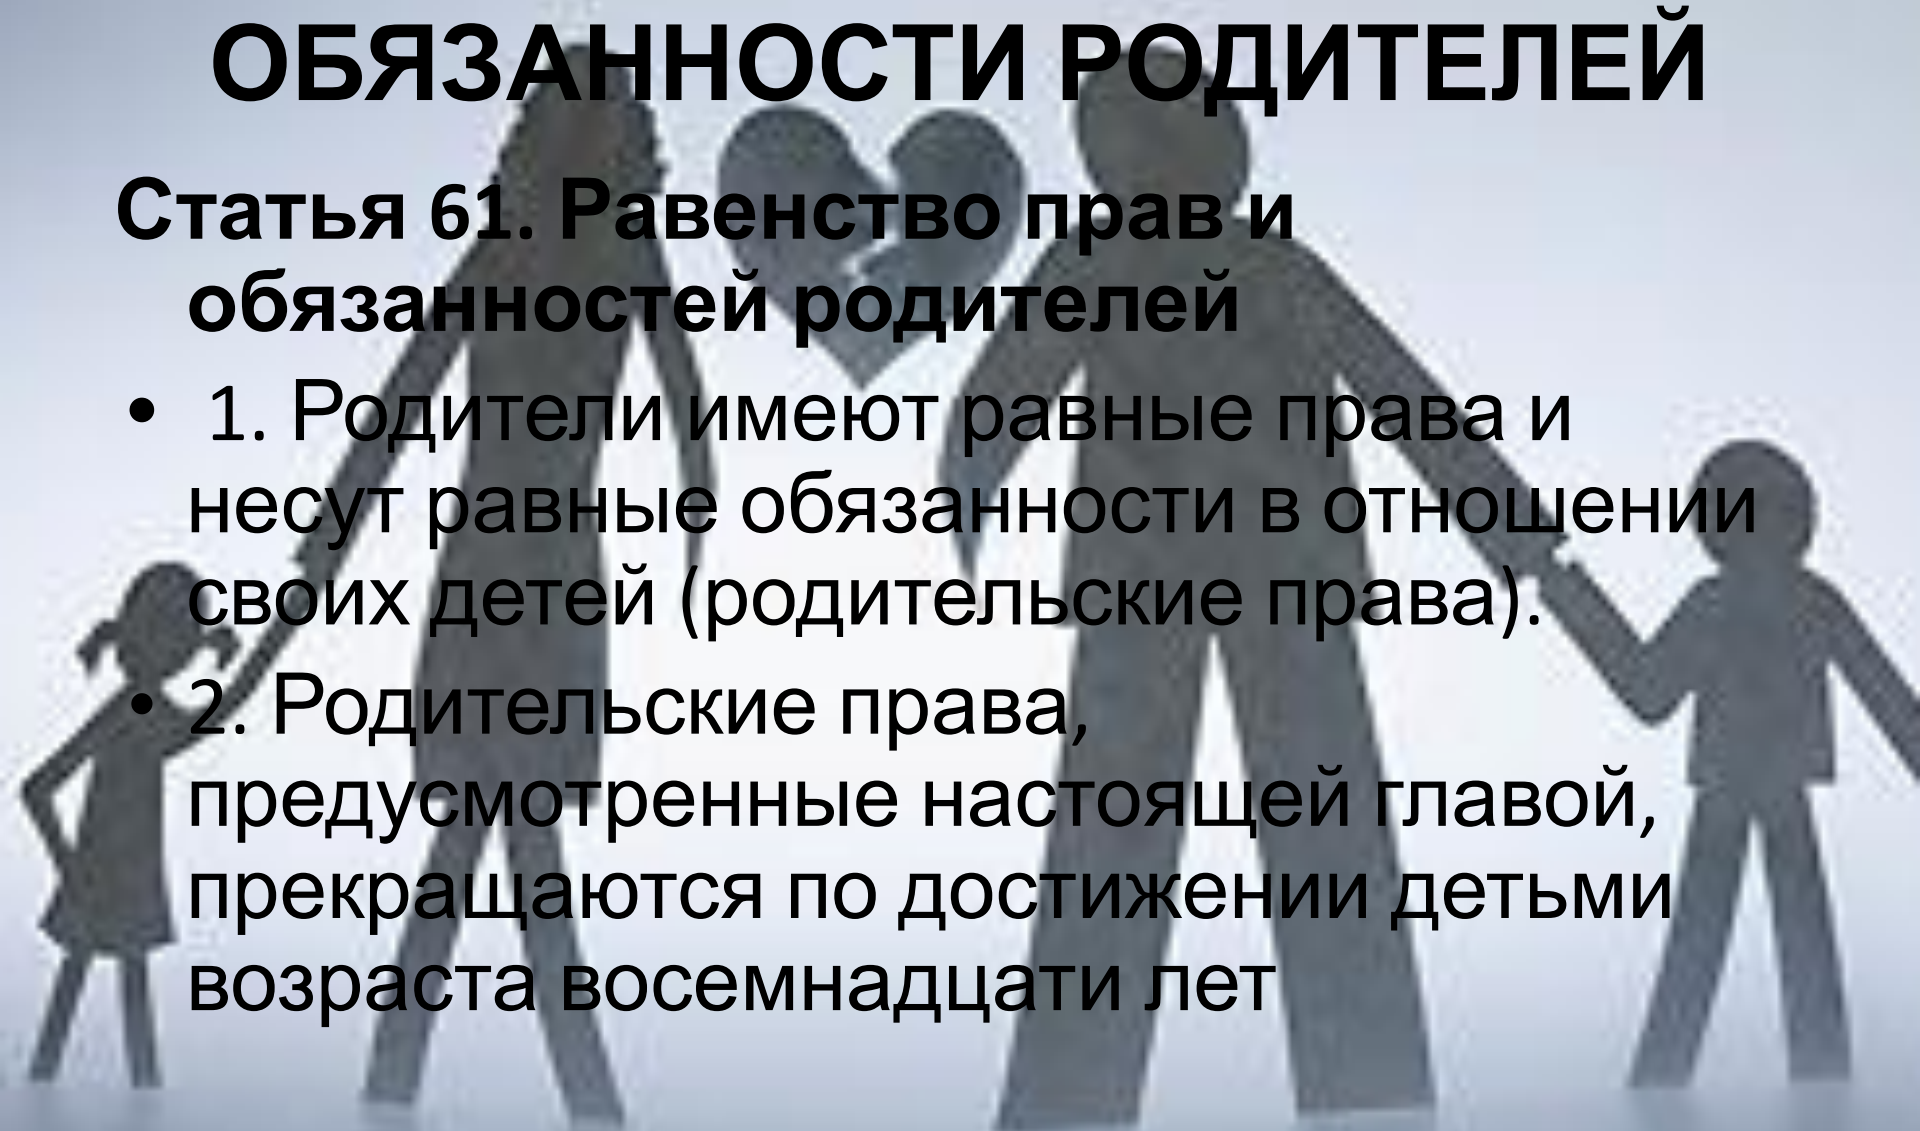 ОБЯЗАННОСТИ РОДИТЕЛЕЙ
Статья 61. Равенство прав и
обязанностей родителей
• 1. Родители имеют равные права и
несут равные обязанности в отношении
своих детей (родительские права).
• 2. Родительские права,
предусмотренные настоящей главой,
прекращаются по достижении детьми
возраста восемнадцати лет